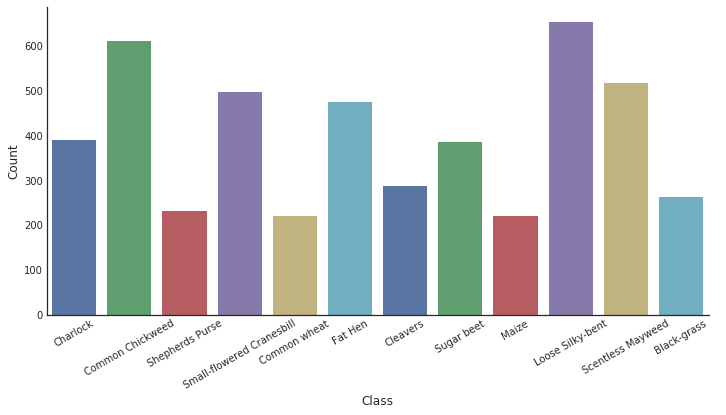 600
500
400
300
200
100
0
Count
Charlock
Common Chickweed
Shepherds Purse
Small-flowered Cranesbill
Common wheat
Fat Hen
Cleavers
Sugar beet
Maize
Loose Silky-bent
Scentless Mayweed
Black-grass
Class